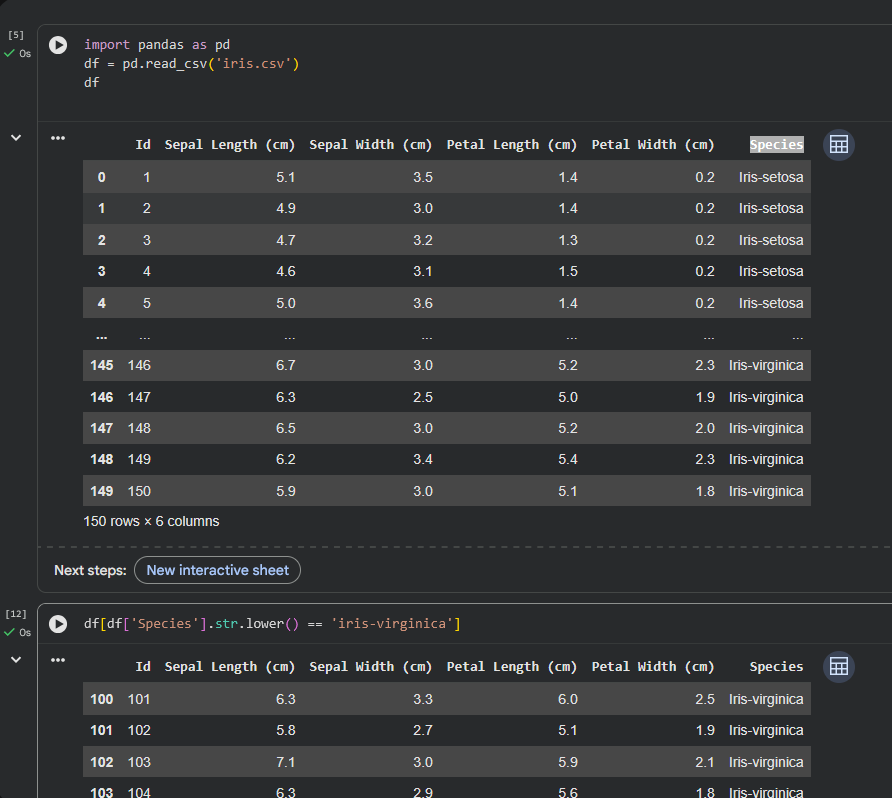 [5]
0s
import pandas as pd
df = pd.read_csv('iris.csv')
df
Id Sepal Length (cm) Sepal Width (cm) Petal Length (cm) Petal Width (cm) Species
0 1 5.1 3.5 1.4 0.2 Iris-setosa
1 2 4.9 3.0 1.4 0.2 Iris-setosa
2 3 4.7 3.2 1.3 0.2 Iris-setosa
3 4 4.6 3.1 1.5 0.2 Iris-setosa
4 5 5.0 3.6 1.4 0.2 Iris-setosa
... ... ... ... ... ... ...
145 146 6.7 3.0 5.2 2.3 Iris-virginica
146 147 6.3 2.5 5.0 1.9 Iris-virginica
147 148 6.5 3.0 5.2 2.0 Iris-virginica
148 149 6.2 3.4 5.4 2.3 Iris-virginica
149 150 5.9 3.0 5.1 1.8 Iris-virginica
150 rows × 6 columns
Next steps: New interactive sheet
[12]
0s
df[df['Species'].str.lower() == 'iris-virginica']
Id Sepal Length (cm) Sepal Width (cm) Petal Length (cm) Petal Width (cm) Species
100 101 6.3 3.3 6.0 2.5 Iris-virginica
101 102 5.8 2.7 5.1 1.9 Iris-virginica
102 103 7.1 3.0 5.9 2.1 Iris-virginica
103 104 6.3 2.9 5.6 1.8 Iris-virginica